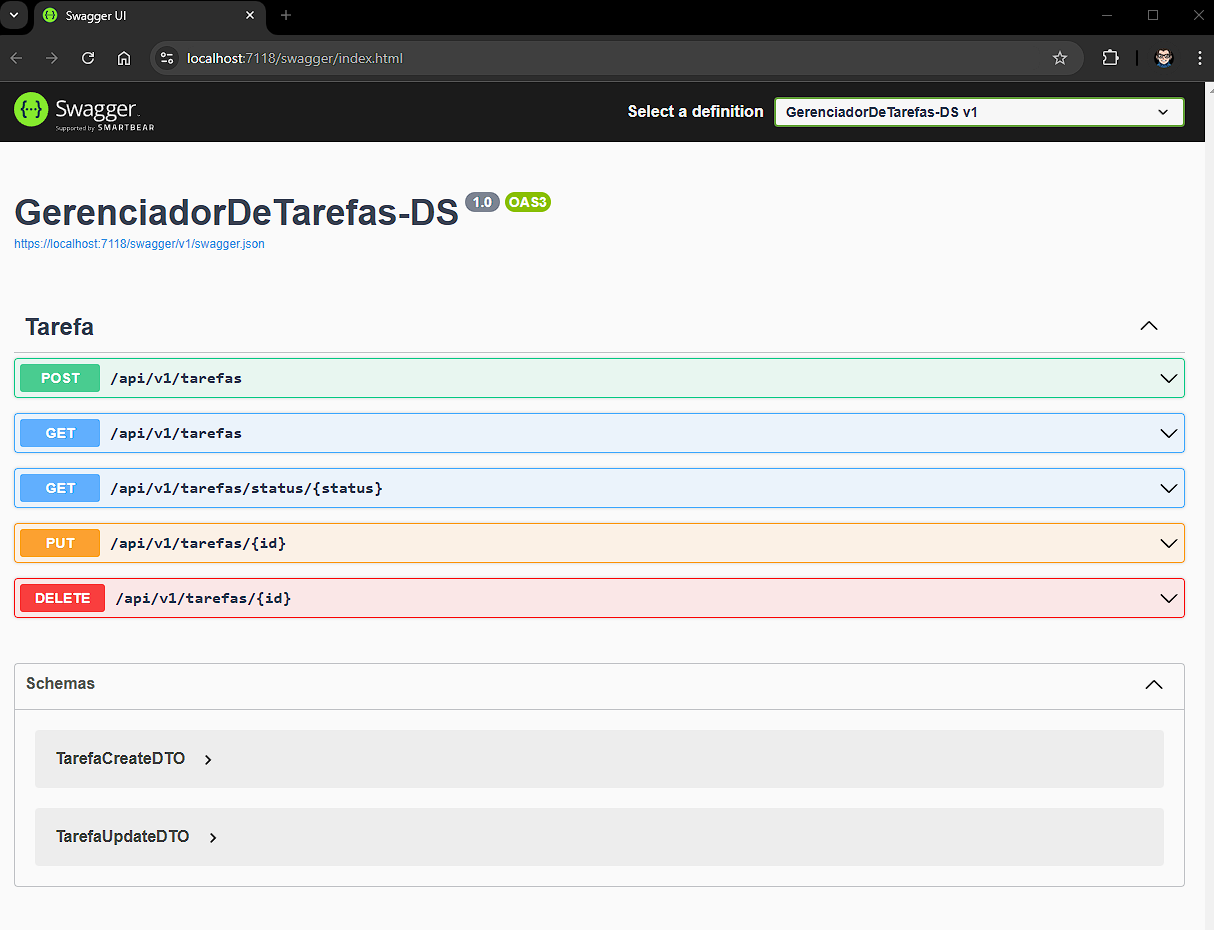 Swagger UI
localhost:7118/swagger/index.html
Swagger.
Supported by SMARTBEAR
Select a definition
GerenciadorDeTarefas-DS v1
GerenciadorDeTarefas-DS 1.0 OAS3
https://localhost:7118/swagger/v1/swagger.json
Tarefa
POST /api/v1/tarefas
GET /api/v1/tarefas
GET /api/v1/tarefas/status/{status}
PUT /api/v1/tarefas/{id}
DELETE /api/v1/tarefas/{id}
Schemas
TarefaCreateDTO
TarefaUpdateDTO